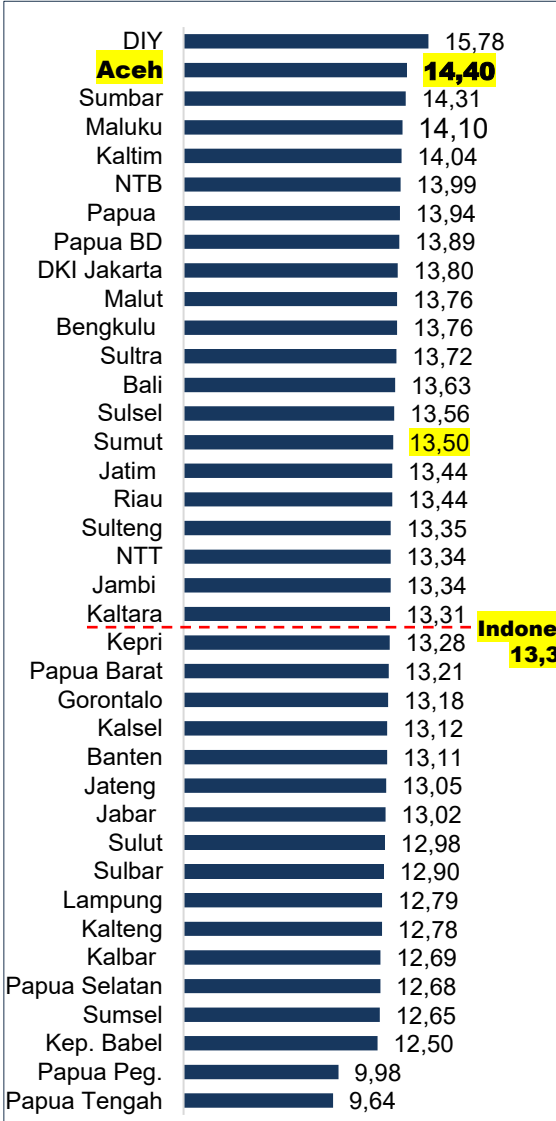 DIY 15,78
Aceh 14,40
Sumbar 14,31
Maluku 14,10
Kaltim 14,04
NTB 13,99
Papua 13,94
Papua BD 13,89
DKI Jakarta 13,80
Malut 13,76
Bengkulu 13,76
Sultra 13,72
Bali 13,63
Sulsel 13,56
Sumut 13,50
Jatim 13,44
Riau 13,44
Sulteng 13,35
NTT 13,34
Jambi 13,34
Kaltara 13,31
Indone
13,3
Kepri 13,28
Papua Barat 13,21
Gorontalo 13,18
Kalsel 13,12
Banten 13,11
Jateng 13,05
Jabar 13,02
Sulut 12,98
Sulbar 12,90
Lampung 12,79
Kalteng 12,78
Kalbar 12,69
Papua Selatan 12,68
Sumsel 12,65
Kep. Babel 12,50
Papua Peg. 9,98
Papua Tengah 9,64